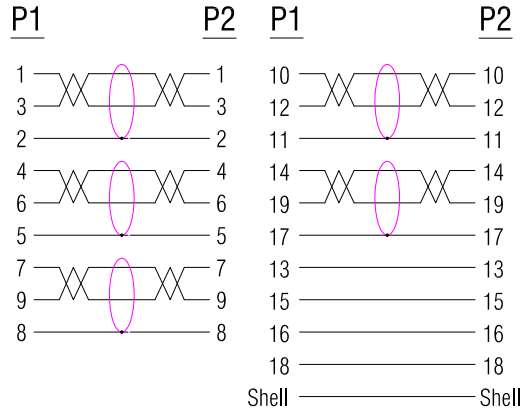 P1 P2 P1 P2
1 1 10 10
3 3 12 12
2 2 11 11
4 4 14 14
6 6 19 19
5 5 17 17
7 7 13 13
9 9 15 15
8 8 16 16
18 18
Shell Shell